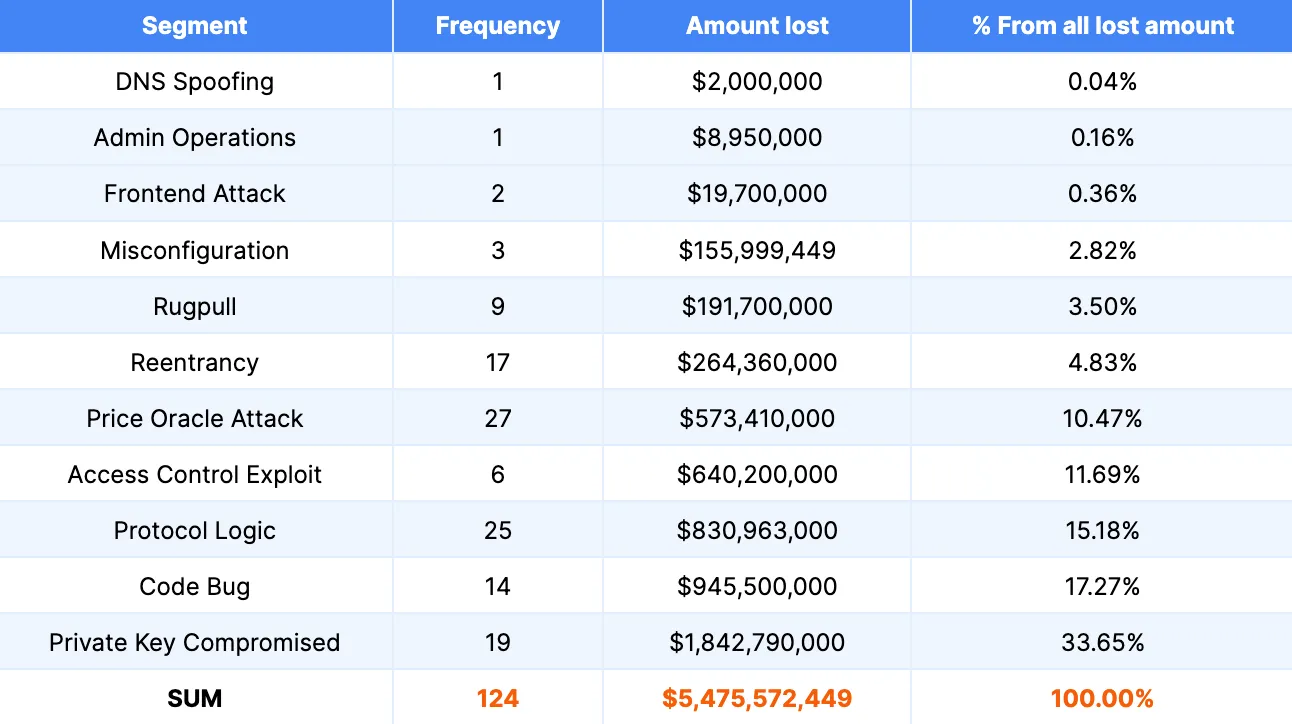 Segment Frequency Amount lost % From all lost amount
DNS Spoofing 1 $2,000,000 0.04%
Admin Operations 1 $8,950,000 0.16%
Frontend Attack 2 $19,700,000 0.36%
Misconfiguration 3 $155,999,449 2.82%
Rugpull 9 $191,700,000 3.50%
Reentrancy 17 $264,360,000 4.83%
Price Oracle Attack 27 $573,410,000 10.47%
Access Control Exploit 6 $640,200,000 11.69%
Protocol Logic 25 $830,963,000 15.18%
Code Bug 14 $945,500,000 17.27%
Private Key Compromised 19 $1,842,790,000 33.65%
SUM 124 $5,475,572,449 100.00%